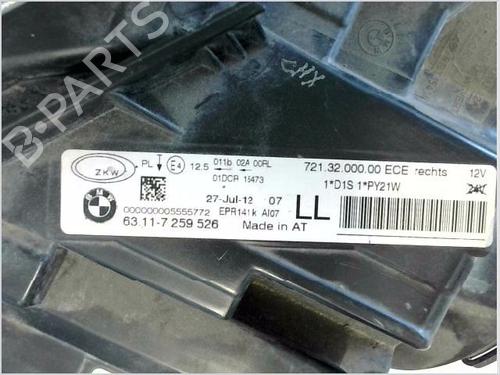 B-PARTS
BMW
ZKW PL E4 12.5 011b 02A 00RL 721.32.000.00 ECE rechts 12V
01DCR 15473 1*D1S 1*PY21W 24V
27-Jul-12 07 LL
BMW 000000005555772 EPR141k AI07
63.11-7 259 526 Made in AT